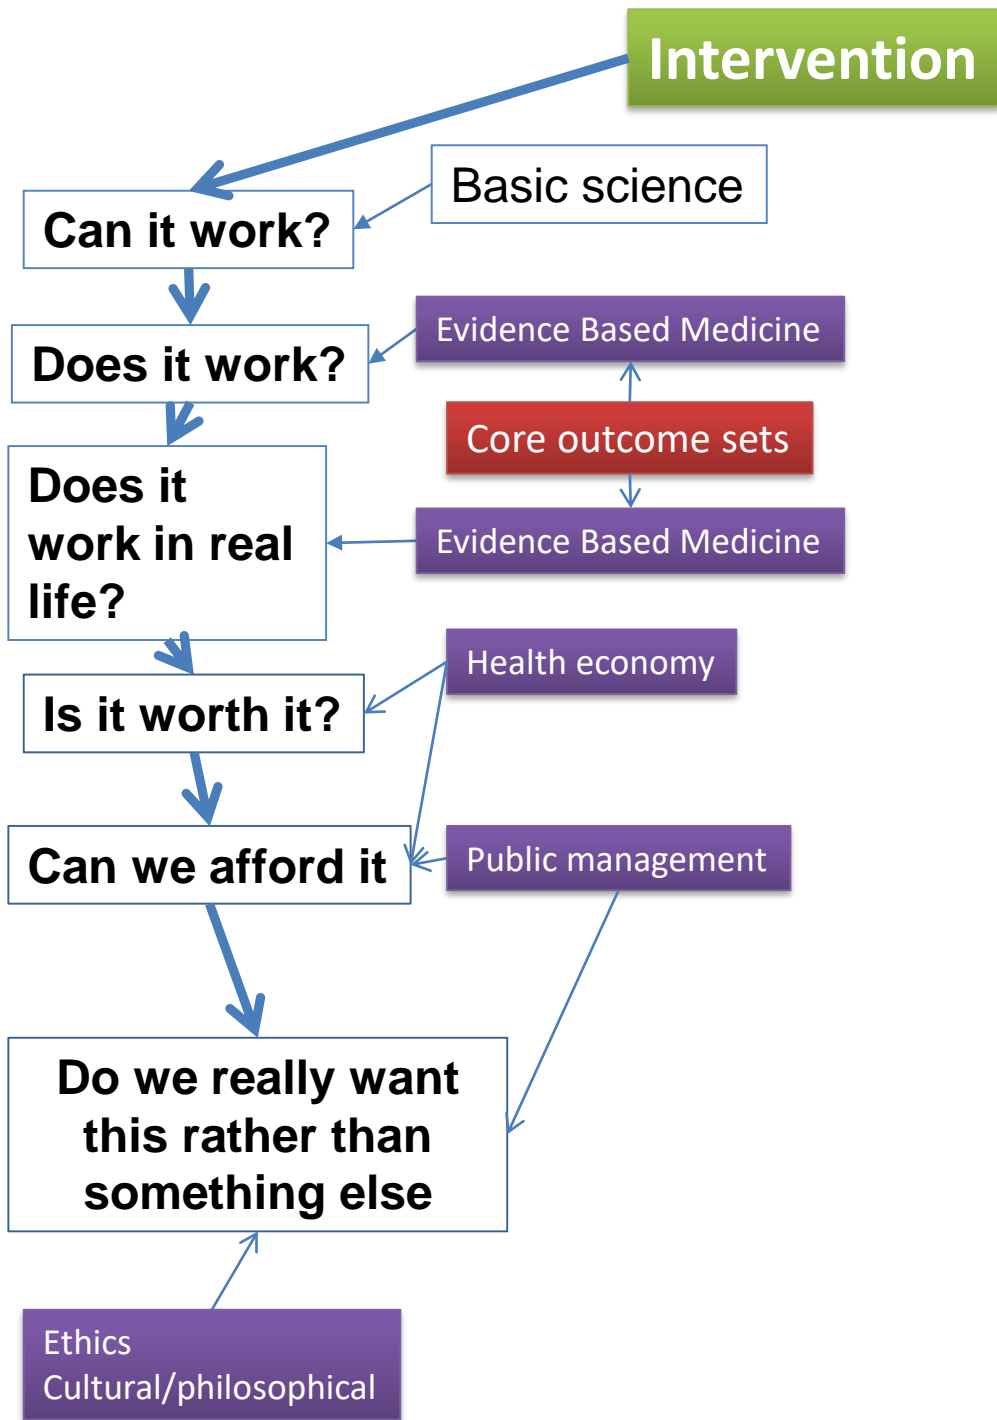 Intervention
Basic science
Can it work?
Evidence Based Medicine
Does it work?
Core outcome sets
Does it
work in real
life?
Evidence Based Medicine
Health economy
Is it worth it?
Can we afford it
Public management
Do we really want
this rather than
something else
Ethics
Cultural/philosophical